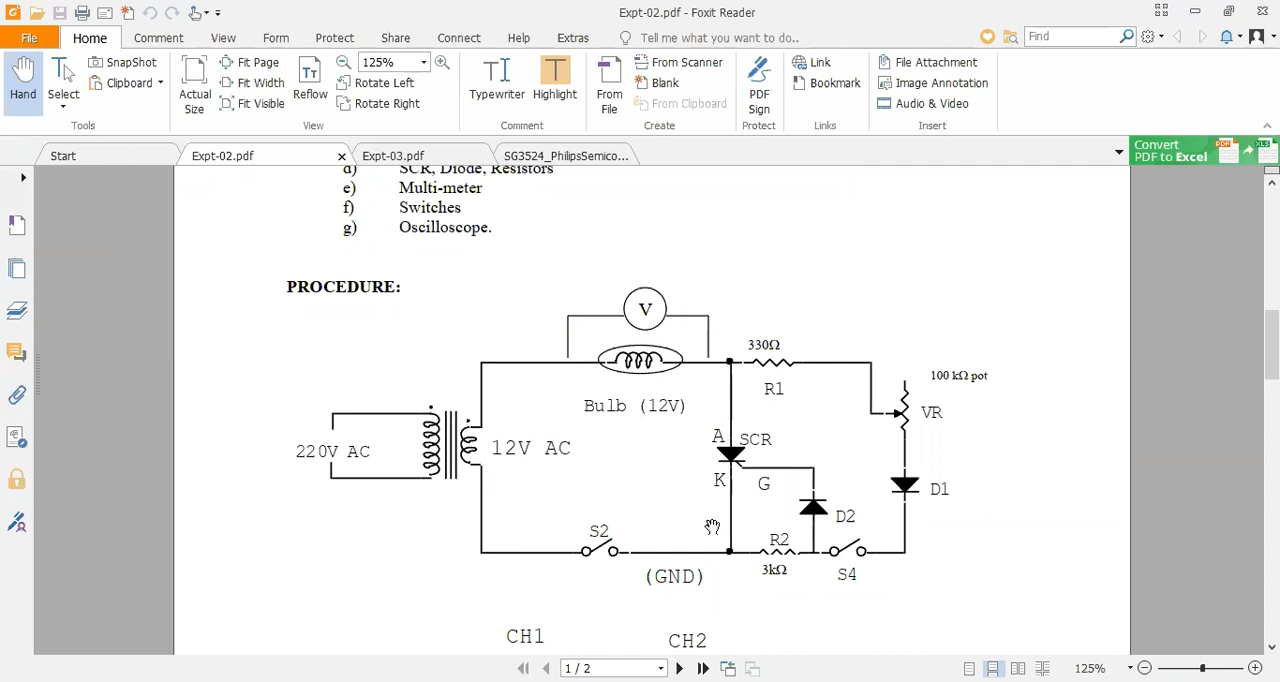 Expt-02.pdf - Foxit Reader
File Home Comment View Form Protect Share Connect Help Extras Tell me what you want to do... Find
Hand Select SnapShot Clipboard Actual Size Fit Page Fit Width Fit Visible Reflow 125% Rotate Left Rotate Right Typewriter Highlight From File From Scanner Blank From Clipboard PDF Sign Link Bookmark File Attachment Image Annotation Audio & Video
Tools View Comment Create Protect Links Insert
Start Expt-02.pdf Expt-03.pdf SG3524_PhilipsSemico... Convert PDF to Excel
d) SCR, Diode, Resistors
e) Multi-meter
f) Switches
g) Oscilloscope.
PROCEDURE:
V
330Ω
R1
100 kΩ pot
Bulb (12V)
VR
A SCR
220V AC
12V AC
K G
D1
D2
S2
R2
3kΩ
S4
(GND)
CH1 CH2
1 / 2 125%